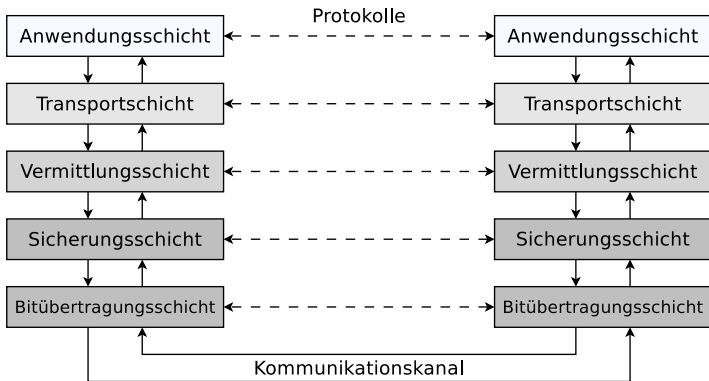 Protokolle
Anwendungsschicht Anwendungsschicht
Transportschicht Transportschicht
Vermittlungsschicht Vermittlungsschicht
Sicherungsschicht Sicherungsschicht
Bitübertragungsschicht Bitübertragungsschicht
Kommunikationskanal